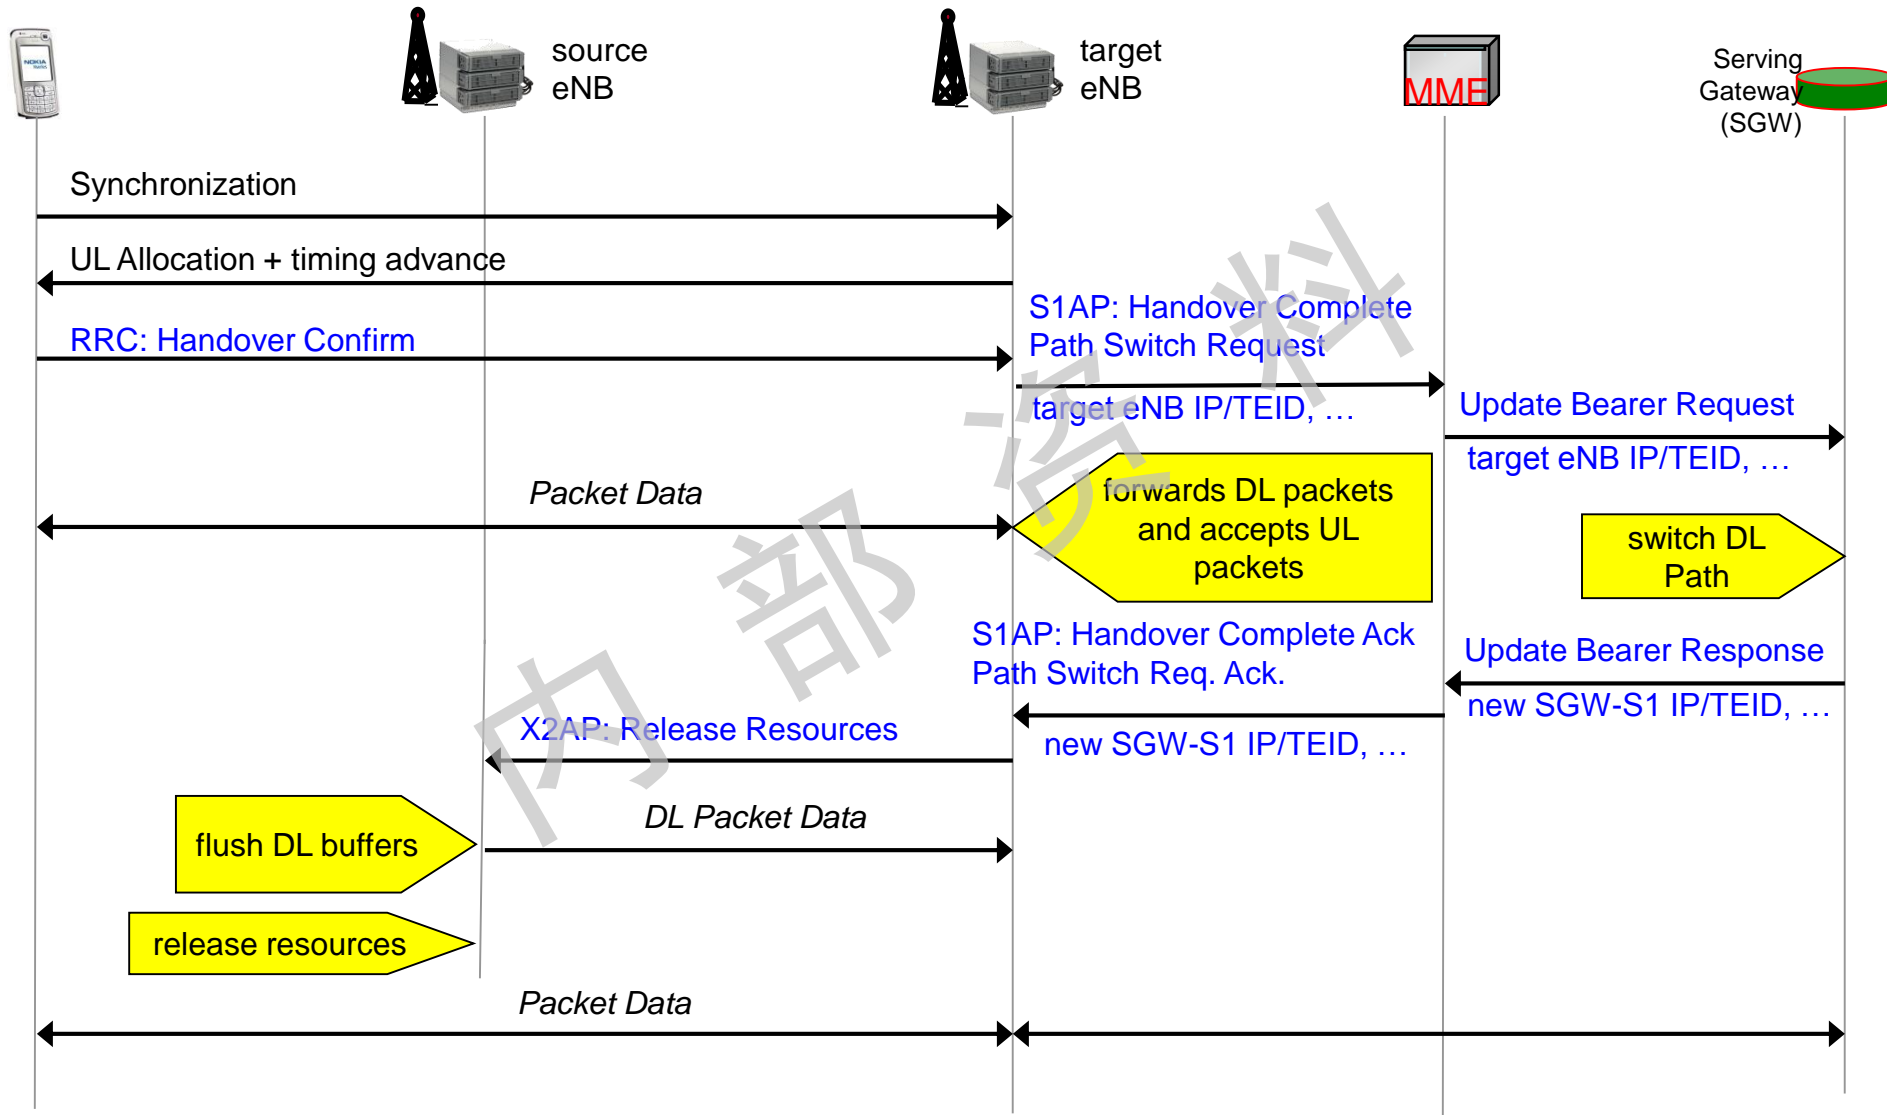 NOKIA
source
eNB
target
eNB
MME
Serving
Gateway
(SGW)
Synchronization
UL Allocation + timing advance
RRC: Handover Confirm
S1AP: Handover Complete
Path Switch Request
target eNB IP/TEID, …
Update Bearer Request
target eNB IP/TEID, …
Packet Data
forwards DL packets
and accepts UL
packets
switch DL
Path
S1AP: Handover Complete Ack
Path Switch Req. Ack.
Update Bearer Response
new SGW-S1 IP/TEID, …
new SGW-S1 IP/TEID, …
X2AP: Release Resources
DL Packet Data
flush DL buffers
release resources
Packet Data
内部资料